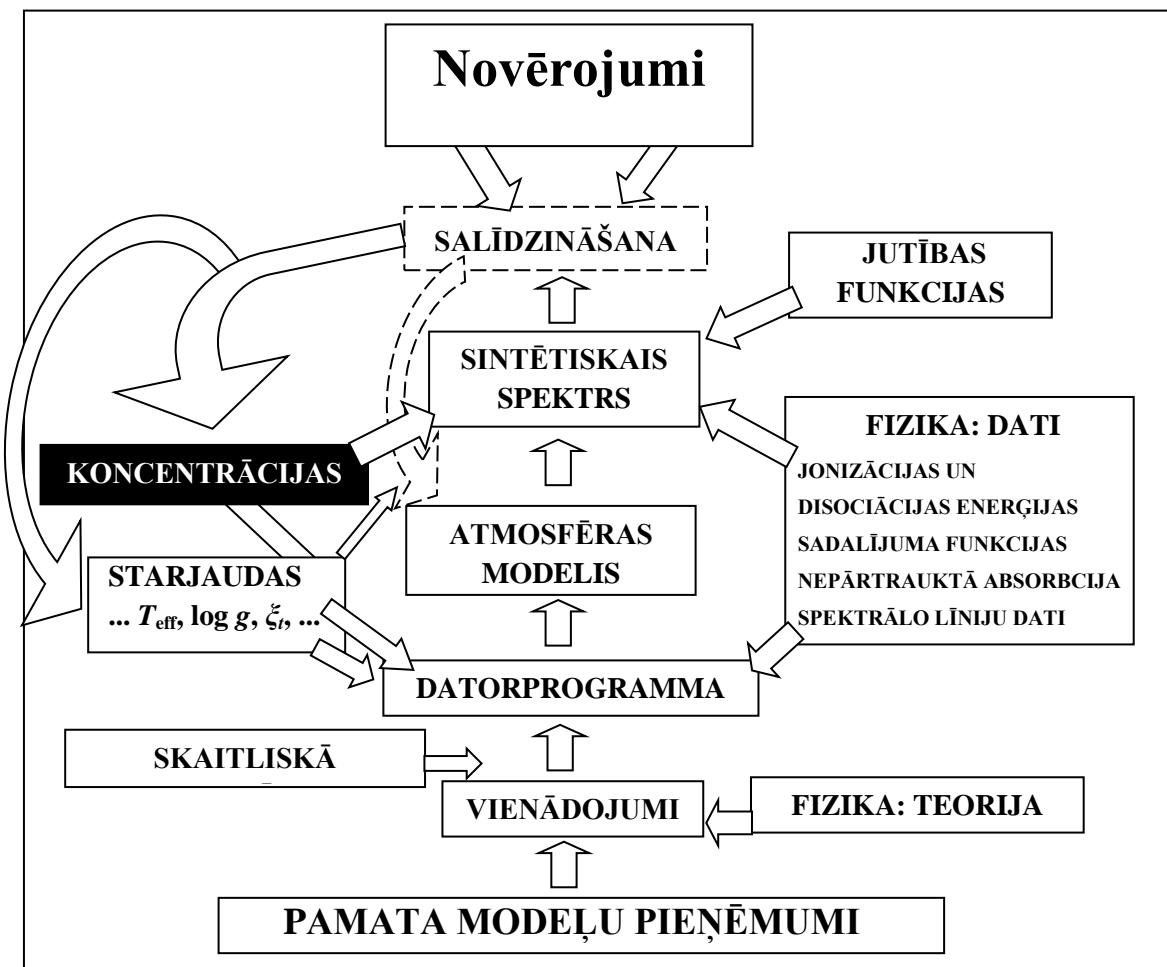 Novērojumi
SALĪDZINĀŠANA
JUTĪBAS
FUNKCIJAS
SINTĒTISKAIS
SPEKTRS
FIZIKA: DATI
JONIZĀCIJAS UN
DISOCIĀCIJAS ENERĢIJAS
SADALĪJUMA FUNKCIJAS
NEPĀRTRAUKTĀ ABSORBCIJA
SPEKTRĀLO LĪNIJU DATI
KONCENTRĀCIJAS
ATMOSFĒRAS
MODELIS
STARJAUDAS
... Teff, log g, ξt, ...
DATORPROGRAMMA
SKAITLISKĀ
VIENĀDOJUMI
FIZIKA: TEORIJA
PAMATA MODEĻU PIEŅĒMUMI